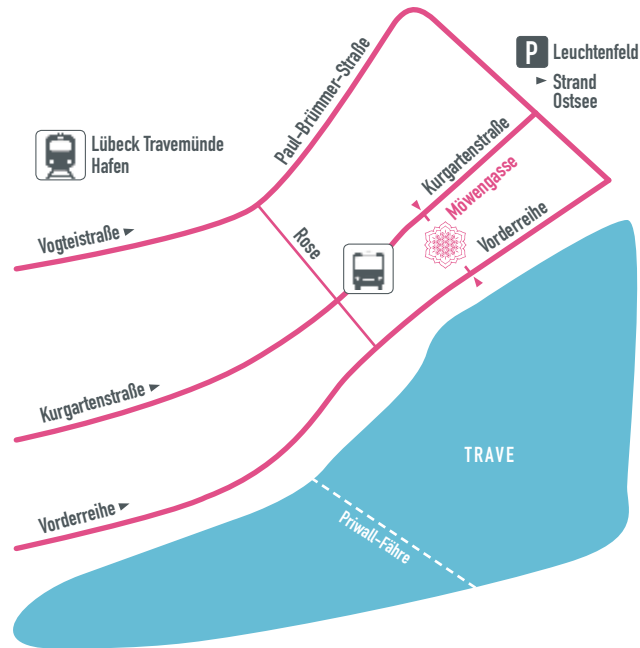 P Leuchtenfeld
► Strand
Ostsee
Paul-Brümmer-Straße
Lübeck Travemünde
Hafen
Kurgartenstraße
Möwengasse
Vorderreihe
Vogteistraße ►
Rose
Kurgartenstraße ►
TRAVE
Vorderreihe ►
Priwall-Fähre